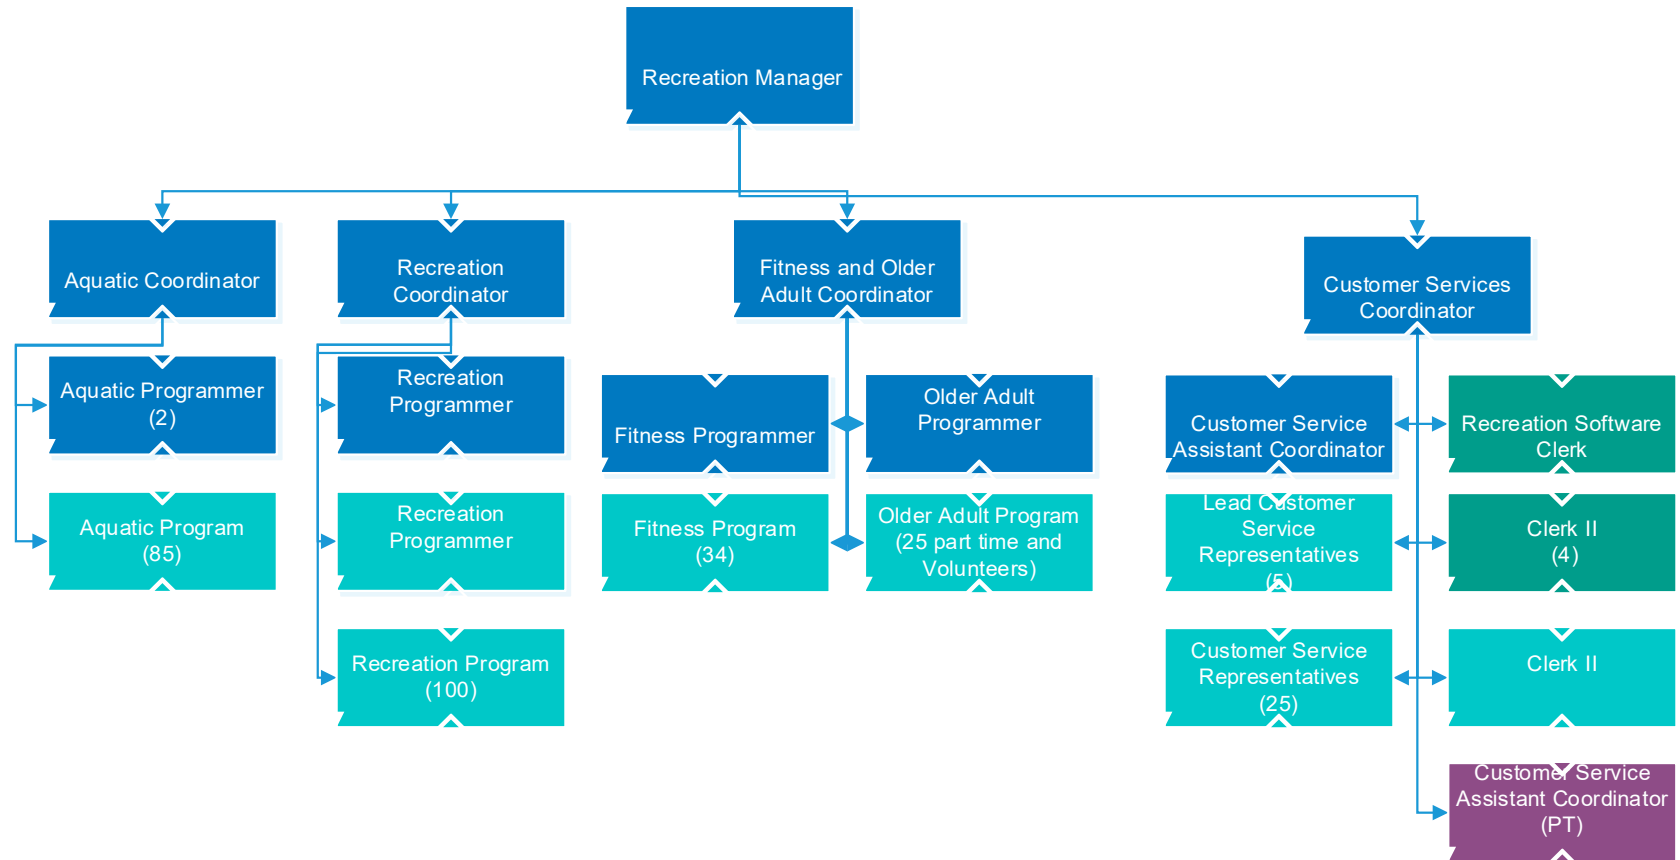 Recreation Manager
Aquatic Coordinator
Recreation
Coordinator
Fitness and Older
Adult Coordinator
Customer Services
Coordinator
Aquatic Programmer
(2)
Recreation
Programmer
Fitness Programmer
Older Adult
Programmer
Customer Service
Assistant Coordinator
Recreation Software
Clerk
Aquatic Program
(85)
Recreation
Programmer
Fitness Program
(34)
Older Adult Program
(25 part time and
Volunteers)
Lead Customer
Service
Representatives
(5)
Clerk II
(4)
Recreation Program
(100)
Customer Service
Representatives
(25)
Clerk II
Customer Service
Assistant Coordinator
(PT)